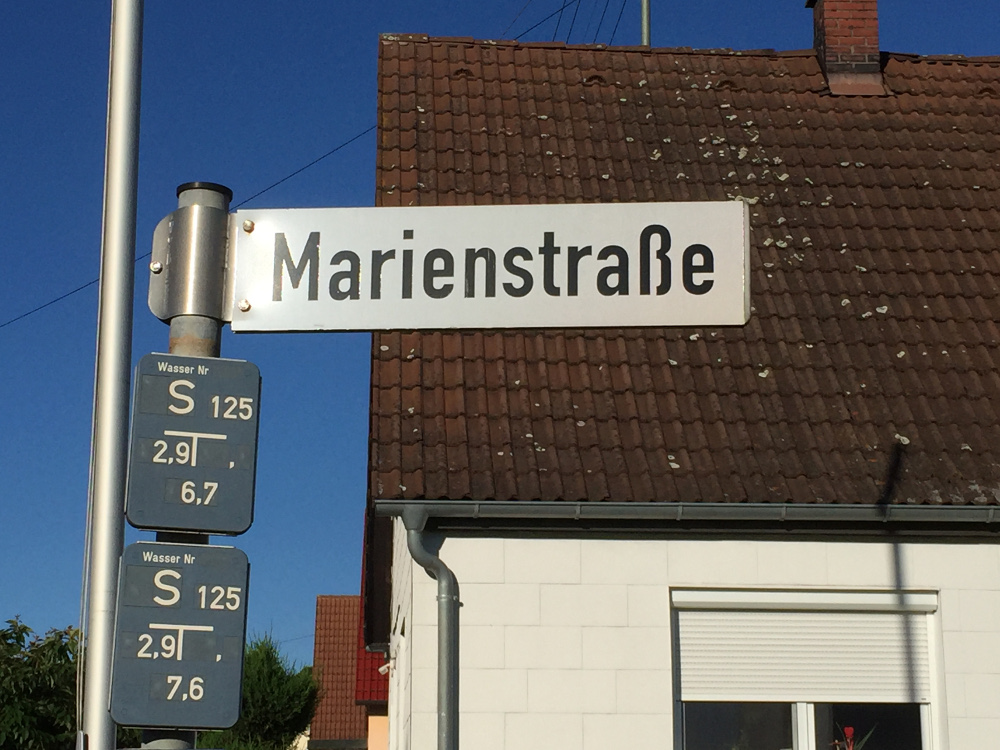 Marienstraße
Wasser Nr
S 125
2,9 ,
6,7
Wasser Nr
S 125
2,9 ,
7,6